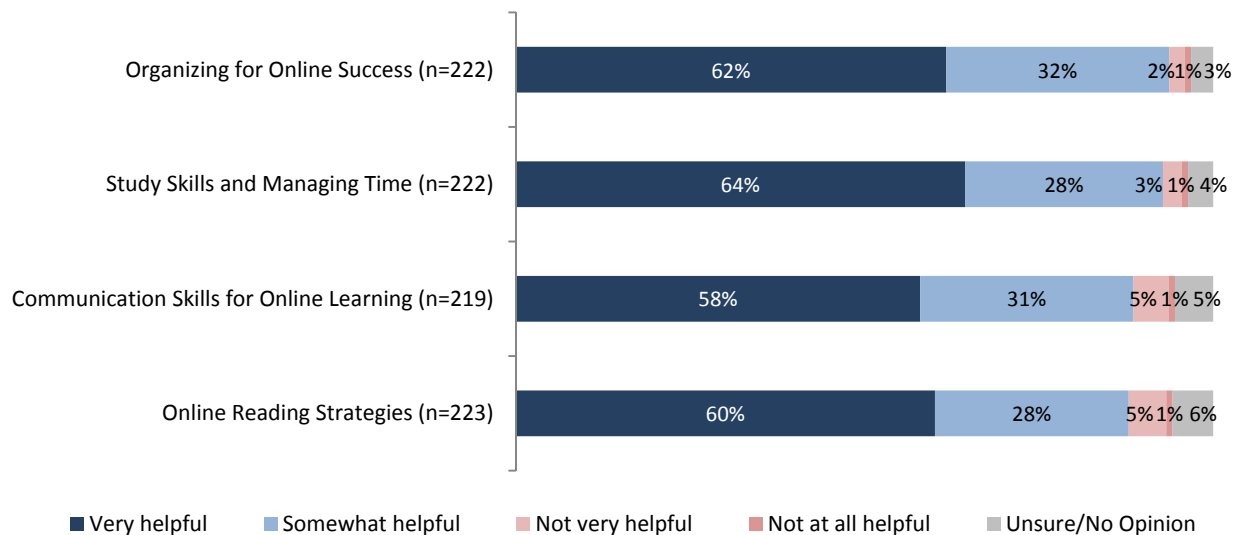 Organizing for Online Success (n=222) 62% 32% 2% 1% 3%
Study Skills and Managing Time (n=222) 64% 28% 3% 1% 4%
Communication Skills for Online Learning (n=219) 58% 31% 5% 1% 5%
Online Reading Strategies (n=223) 60% 28% 5% 1% 6%
Very helpful Somewhat helpful Not very helpful Not at all helpful Unsure/No Opinion